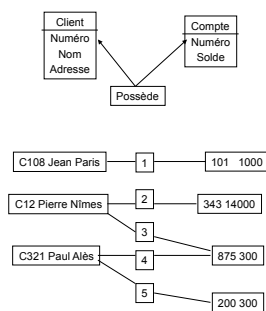 Client
Numéro
Nom
Adresse
Compte
Numéro
Solde
Possède
C108 Jean Paris
1
101 1000
C12 Pierre Nîmes
2
343 14000
3
C321 Paul Alès
4
875 300
5
200 300